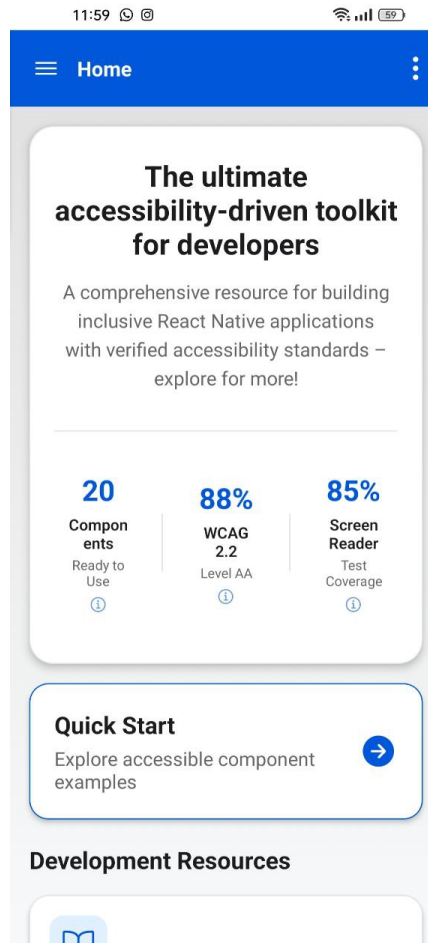 11:59
59
Home
The ultimate
accessibility-driven toolkit
for developers
A comprehensive resource for building
inclusive React Native applications
with verified accessibility standards –
explore for more!
20
Compon
ents
Ready to
Use
88%
WCAG
2.2
Level AA
85%
Screen
Reader
Test
Coverage
Quick Start
Explore accessible component
examples
Development Resources